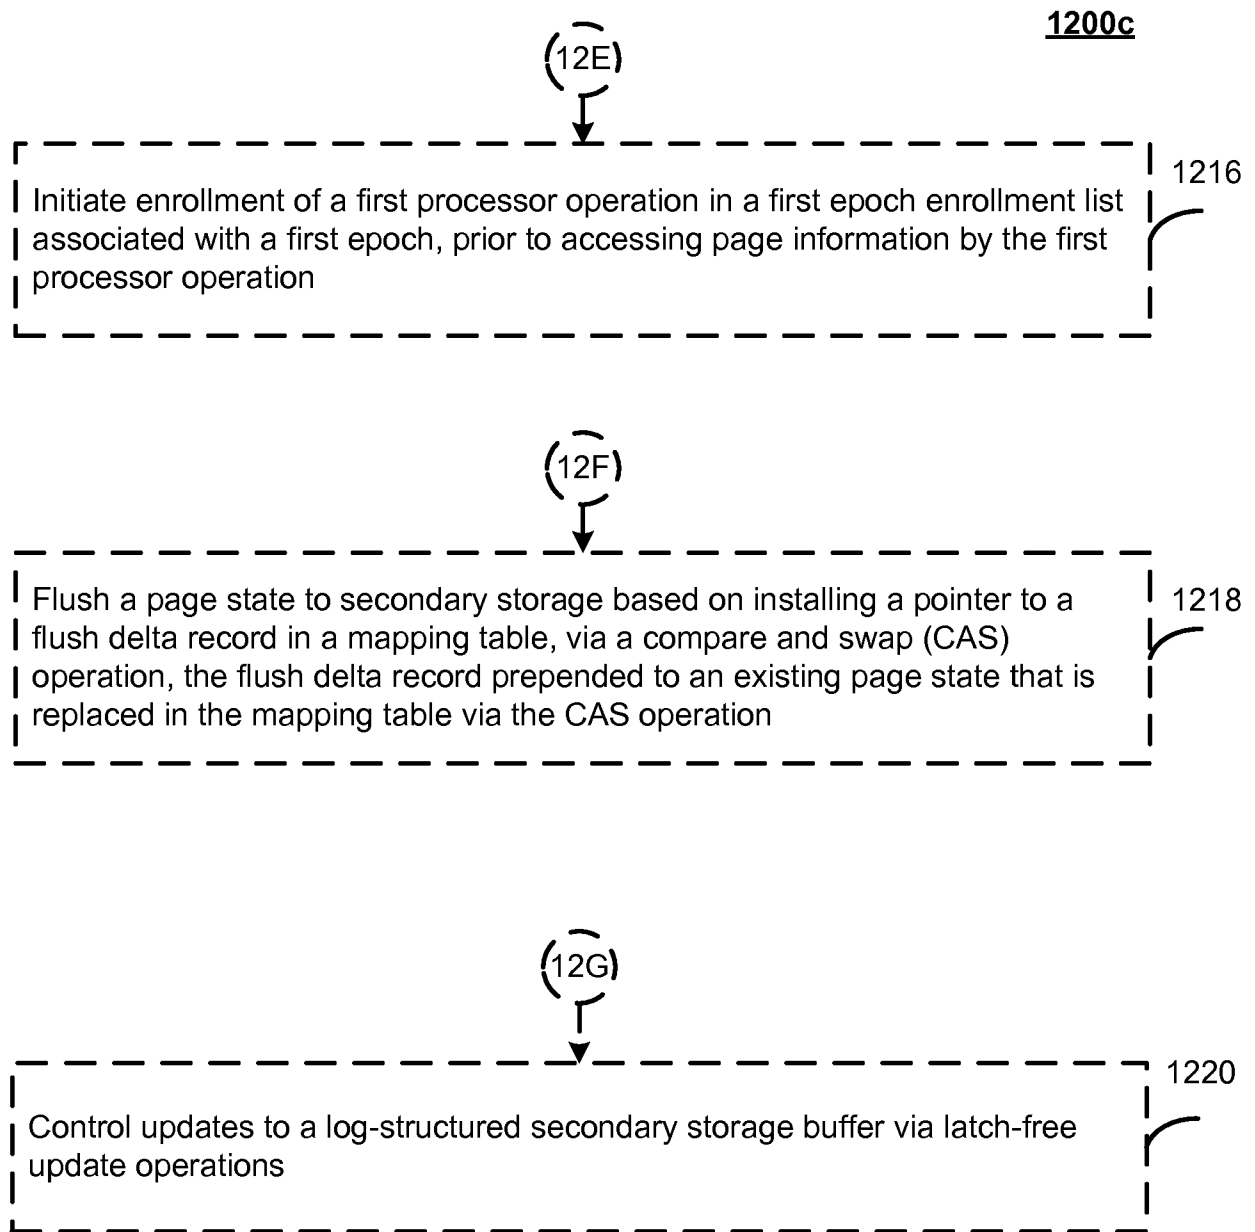 1200c
12E
1216
Initiate enrollment of a first processor operation in a first epoch enrollment list
associated with a first epoch, prior to accessing page information by the first
processor operation
12F
1218
Flush a page state to secondary storage based on installing a pointer to a
flush delta record in a mapping table, via a compare and swap (CAS)
operation, the flush delta record prepended to an existing page state that is
replaced in the mapping table via the CAS operation
12G
1220
Control updates to a log-structured secondary storage buffer via latch-free
update operations